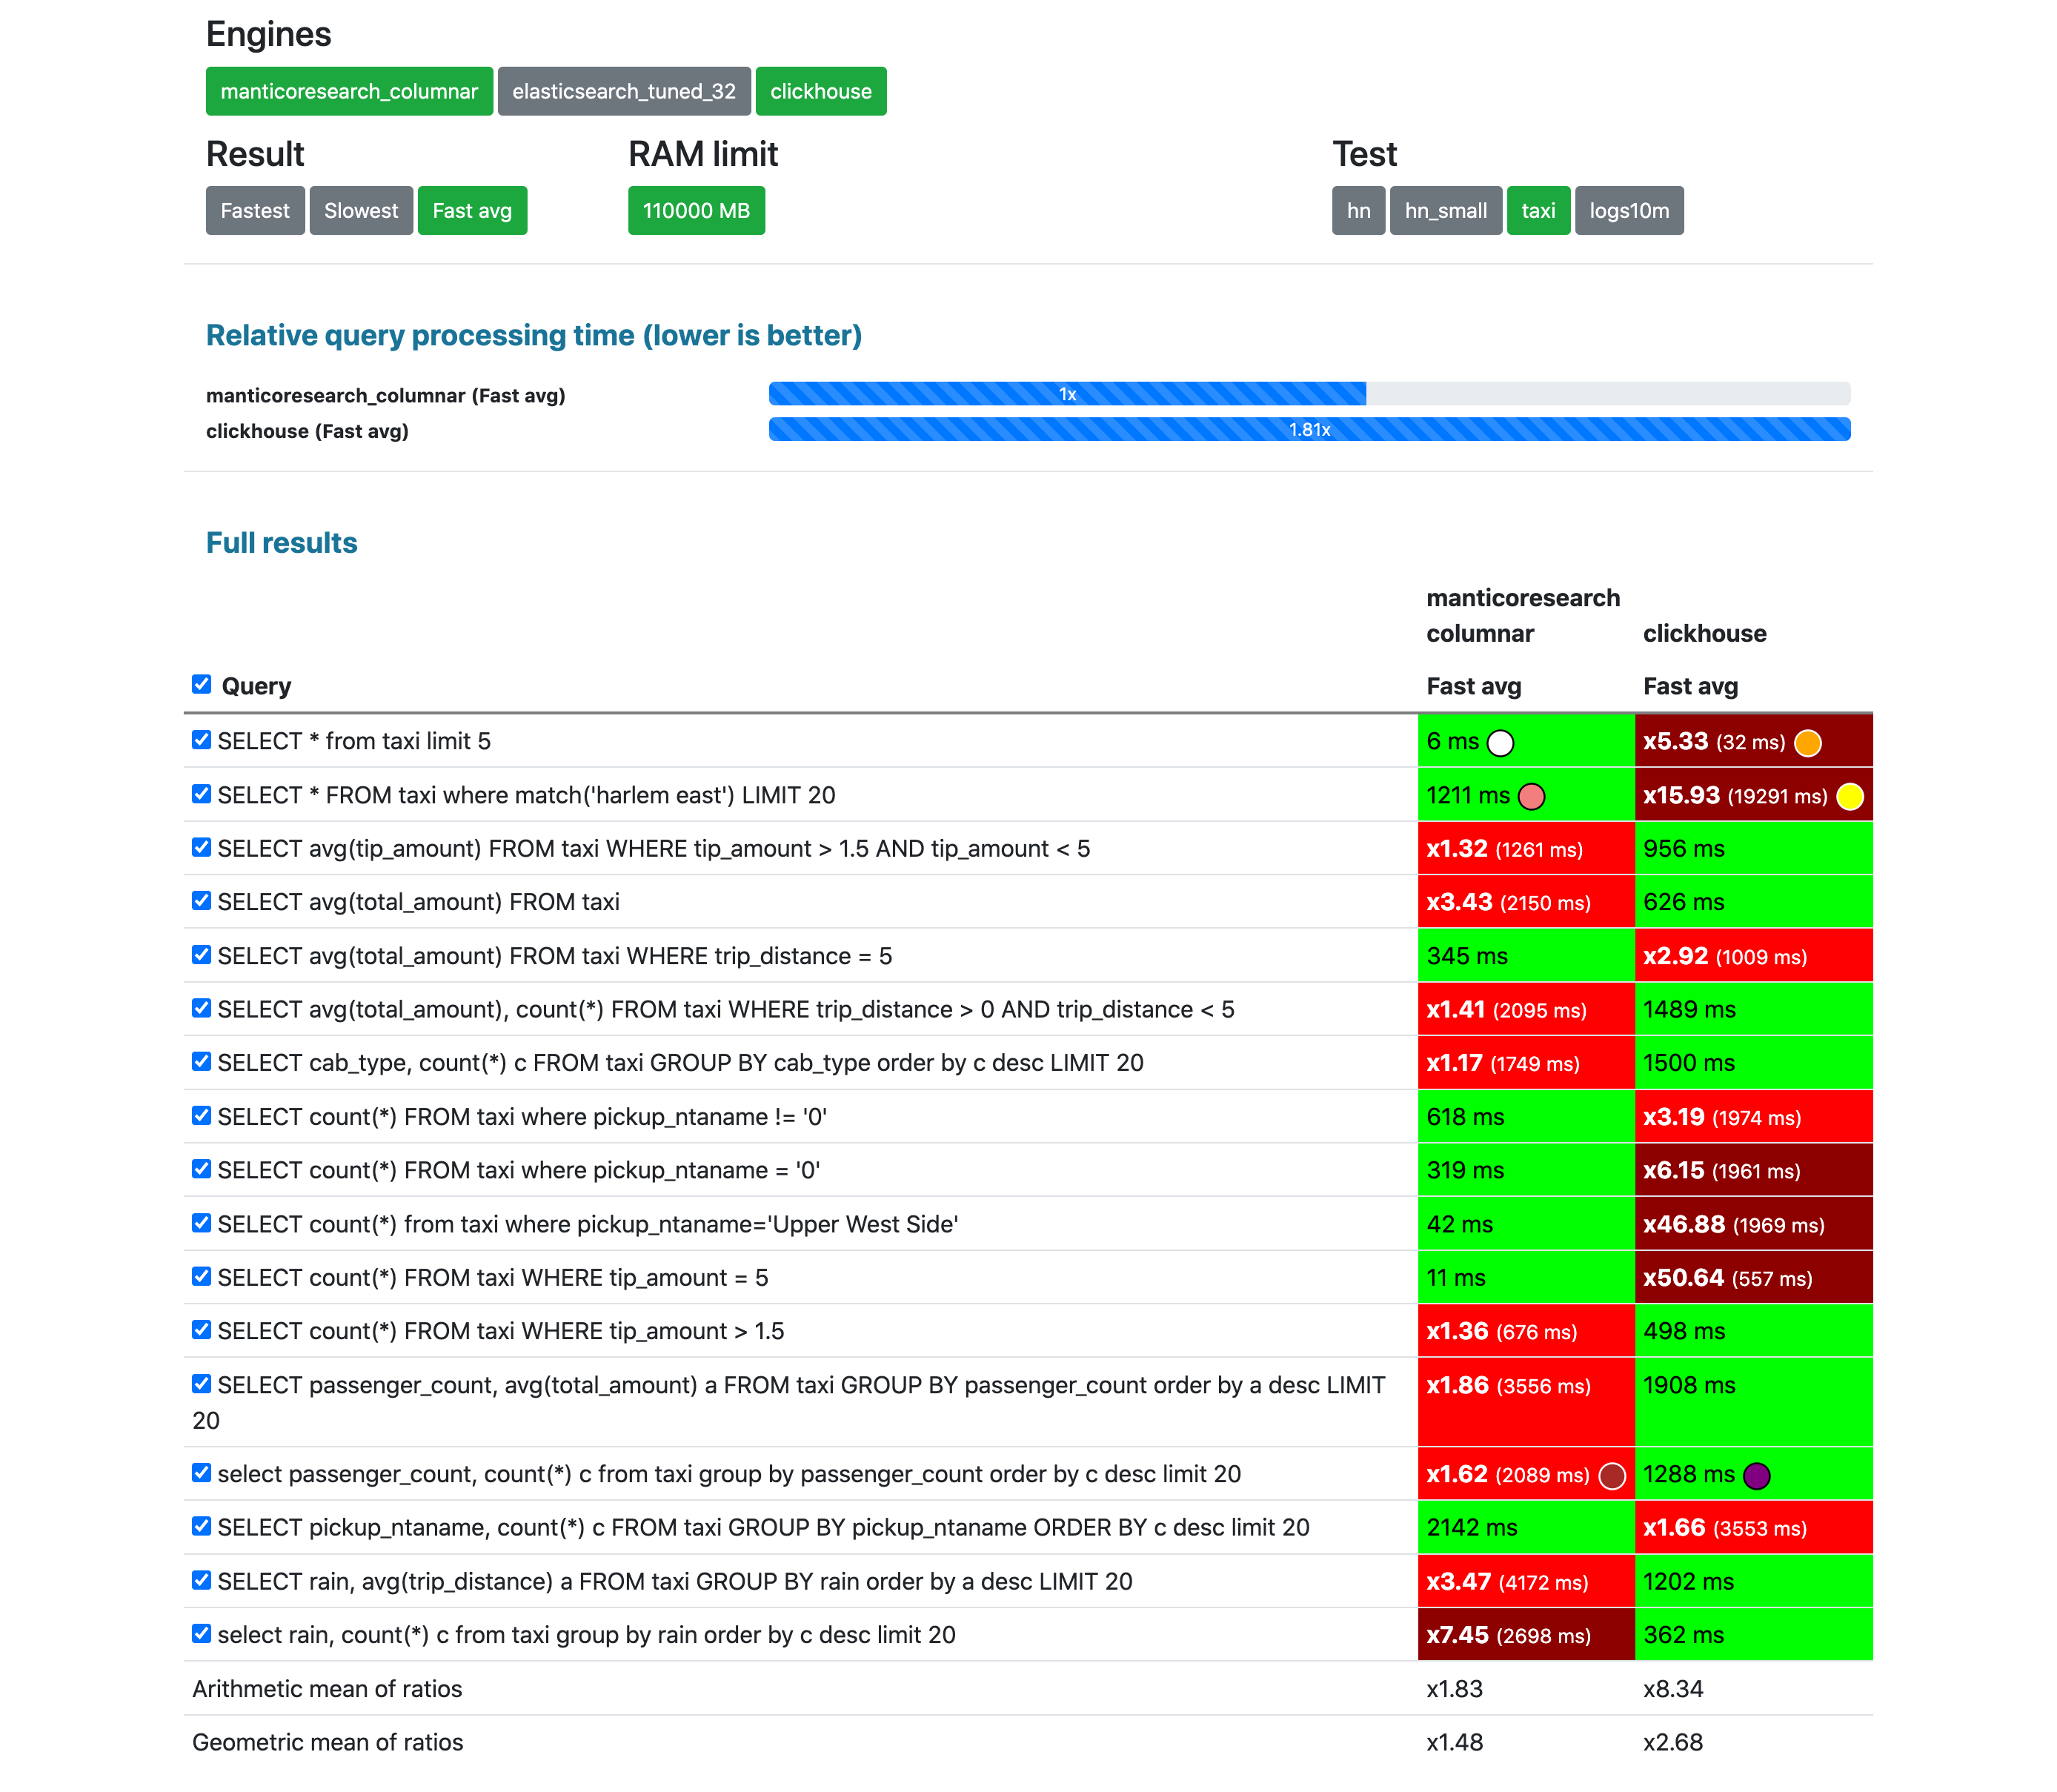 Engines
manticoresearch_columnar elasticsearch_tuned_32 clickhouse
Result RAM limit Test
Fastest Slowest Fast avg 110000 MB hn hn_small taxi logs10m
Relative query processing time (lower is better)
manticoresearch_columnar (Fast avg) 1x
clickhouse (Fast avg) 1.81x
Full results
manticoresearch
columnar clickhouse
Query Fast avg Fast avg
SELECT * from taxi limit 5 6 ms x5.33 (32 ms)
SELECT * FROM taxi where match('harlem east') LIMIT 20 1211 ms x15.93 (19291 ms)
SELECT avg(tip_amount) FROM taxi WHERE tip_amount > 1.5 AND tip_amount < 5 x1.32 (1261 ms) 956 ms
SELECT avg(total_amount) FROM taxi x3.43 (2150 ms) 626 ms
SELECT avg(total_amount) FROM taxi WHERE trip_distance = 5 345 ms x2.92 (1009 ms)
SELECT avg(total_amount), count(*) FROM taxi WHERE trip_distance > 0 AND trip_distance < 5 x1.41 (2095 ms) 1489 ms
SELECT cab_type, count(*) c FROM taxi GROUP BY cab_type order by c desc LIMIT 20 x1.17 (1749 ms) 1500 ms
SELECT count(*) FROM taxi where pickup_ntaname != '0' 618 ms x3.19 (1974 ms)
SELECT count(*) FROM taxi where pickup_ntaname = '0' 319 ms x6.15 (1961 ms)
SELECT count(*) from taxi where pickup_ntaname='Upper West Side' 42 ms x46.88 (1969 ms)
SELECT count(*) FROM taxi WHERE tip_amount = 5 11 ms x50.64 (557 ms)
SELECT count(*) FROM taxi WHERE tip_amount > 1.5 x1.36 (676 ms) 498 ms
SELECT passenger_count, avg(total_amount) a FROM taxi GROUP BY passenger_count order by a desc LIMIT x1.86 (3556 ms) 1908 ms
20
select passenger_count, count(*) c from taxi group by passenger_count order by c desc limit 20 x1.62 (2089 ms) 1288 ms
SELECT pickup_ntaname, count(*) c FROM taxi GROUP BY pickup_ntaname ORDER BY c desc limit 20 2142 ms x1.66 (3553 ms)
SELECT rain, avg(trip_distance) a FROM taxi GROUP BY rain order by a desc LIMIT 20 x3.47 (4172 ms) 1202 ms
select rain, count(*) c from taxi group by rain order by c desc limit 20 x7.45 (2698 ms) 362 ms
Arithmetic mean of ratios x1.83 x8.34
Geometric mean of ratios x1.48 x2.68